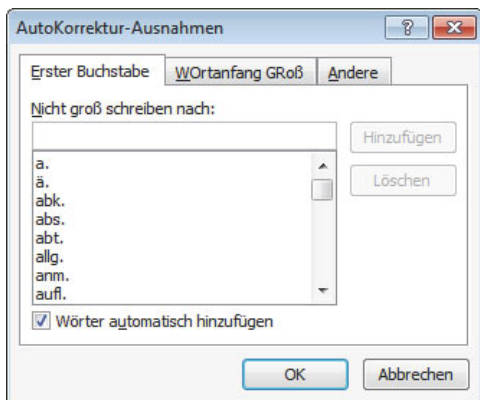 AutoKorrektur-Ausnahmen
Erster Buchstabe WOrtanfang GRoß Andere
Nicht groß schreiben nach:
Hinzufügen
a.
ä.
Löschen
abk.
abs.
abt.
allg.
anm.
aufl.
Wörter automatisch hinzufügen
OK Abbrechen